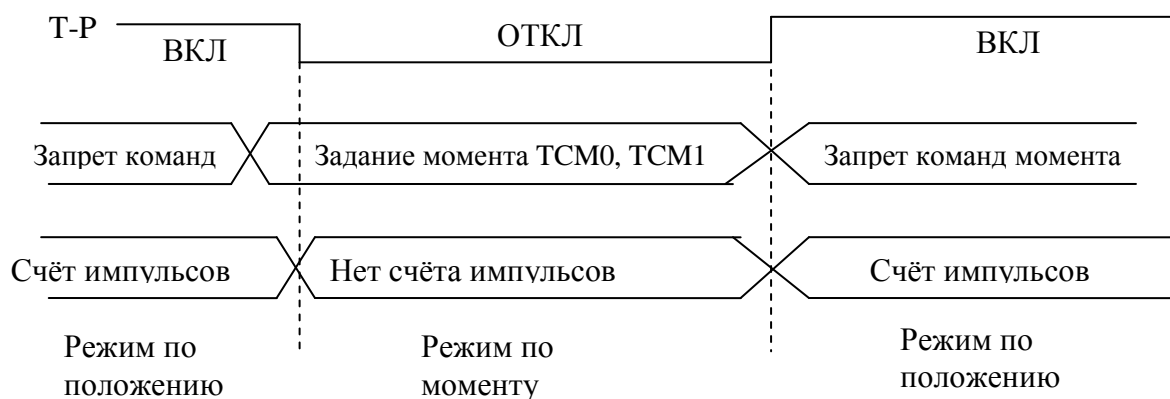 Т-Р
ВКЛ
ОТКЛ
ВКЛ
Запрет команд
Задание момента ТСМ0, ТСМ1
Запрет команд момента
Счёт импульсов
Нет счёта импульсов
Счёт импульсов
Режим по
положению
Режим по
моменту
Режим по
положению